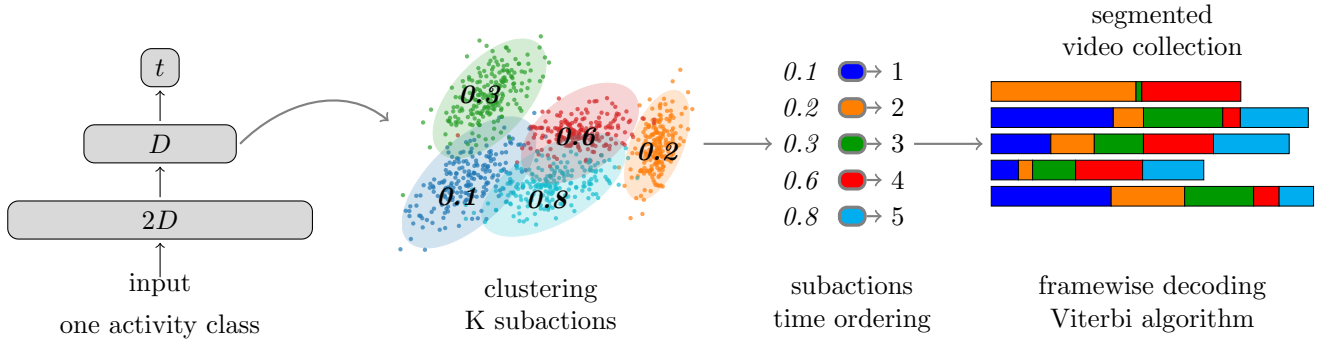 t
D
2D
input
one activity class
0.3
0.6
0.2
0.1
0.8
clustering
K subactions
0.1 1
0.2 2
0.3 3
0.6 4
0.8 5
subactions
time ordering
segmented
video collection
framewise decoding
Viterbi algorithm